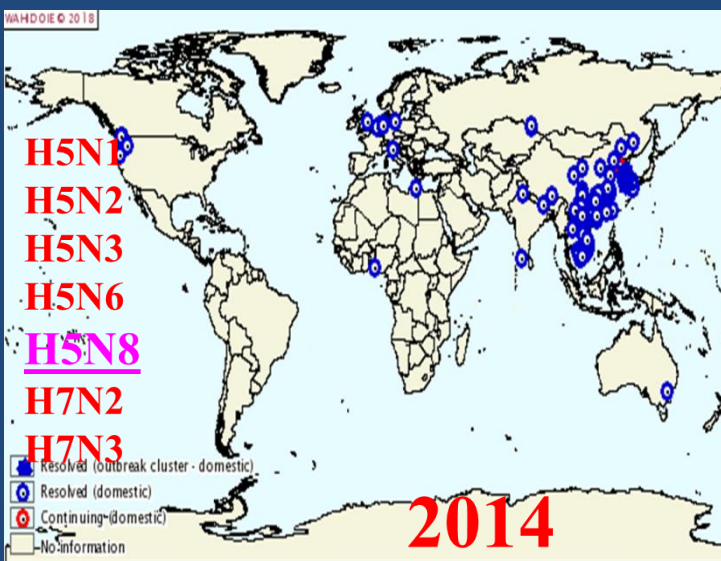 WAHDOIE © 2018
H5N1
H5N2
H5N3
H5N6
H5N8
H7N2
H7N3
Resolved (outbreak cluster - domestic)
Resolved (domestic)
Continuing (domestic)
No information
2014